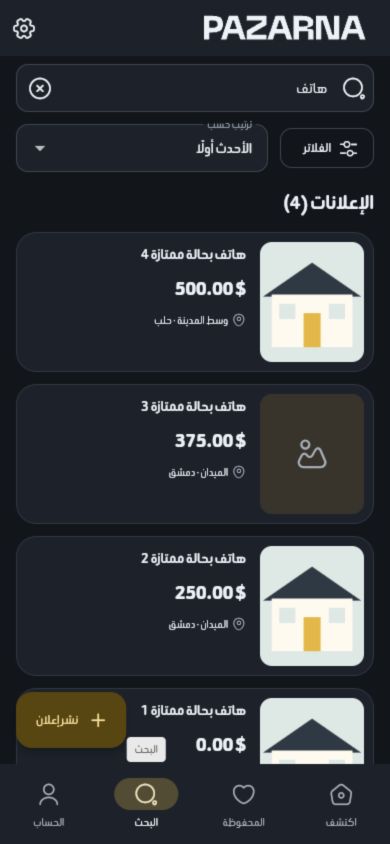 PAZARNA
هاتف
ترتيب حسب
الأحدث أولًا
الفلاتر
الإعلانات (4)
هاتف بحالة ممتازة 4
500.00$
وسط المدينة · حلب
هاتف بحالة ممتازة 3
375.00$
الميدان · دمشق
هاتف بحالة ممتازة 2
250.00$
الميدان · دمشق
هاتف بحالة ممتازة 1
0.00$
نشر إعلان
البحث
اكتشف
المحفوظة
البحث
الحساب